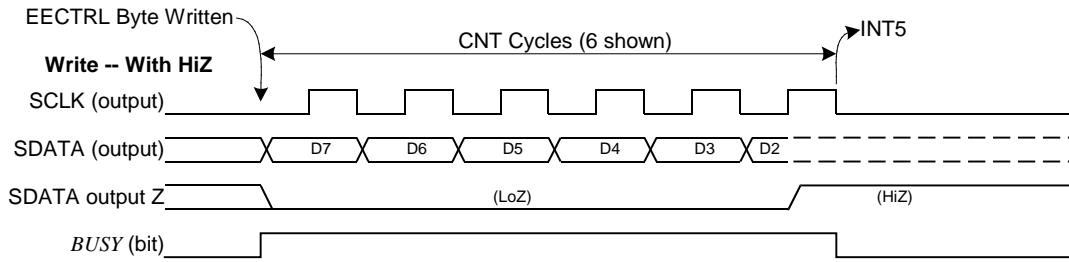 EECTRL Byte Written
CNT Cycles (6 shown)
INT5
Write -- With HiZ
SCLK (output)
SDATA (output)
D7 D6 D5 D4 D3 D2
SDATA output Z
(LoZ)
(HiZ)
BUSY (bit)